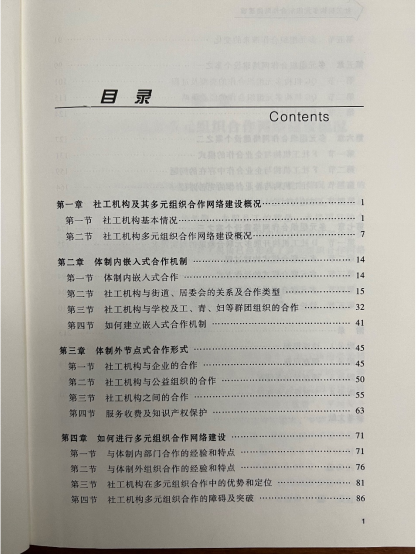 目 录
Contents
第一章 社工机构及其多元组织合作网络建设概况……………… 1
第一节 社工机构基本情况……………… 1
第二节 社工机构多元组织合作网络建设概况……………… 7
第二章 体制内嵌入式合作机制 ……………… 14
第一节 体制内嵌入式合作 ……………… 14
第二节 社工机构与街道、居委会的关系及合作类型 ……………… 15
第三节 社工机构与学校及工、青、妇等群团组织的合作 ……………… 32
第四节 如何建立嵌入式合作机制 ……………… 41
第三章 体制外节点式合作形式 ……………… 45
第一节 社工机构与企业的合作 ……………… 45
第二节 社工机构与公益组织的合作 ……………… 50
第三节 社工机构之间的合作 ……………… 55
第四节 服务收费及知识产权保护 ……………… 63
第四章 如何进行多元组织合作网络建设 ……………… 71
第一节 与体制内部门合作的经验和特点 ……………… 71
第二节 与体制外组织合作的经验和特点 ……………… 76
第三节 社工机构在多元组织合作中的优势和定位 ……………… 81
第四节 社工机构多元组织合作的障碍及突破 ……………… 86
1